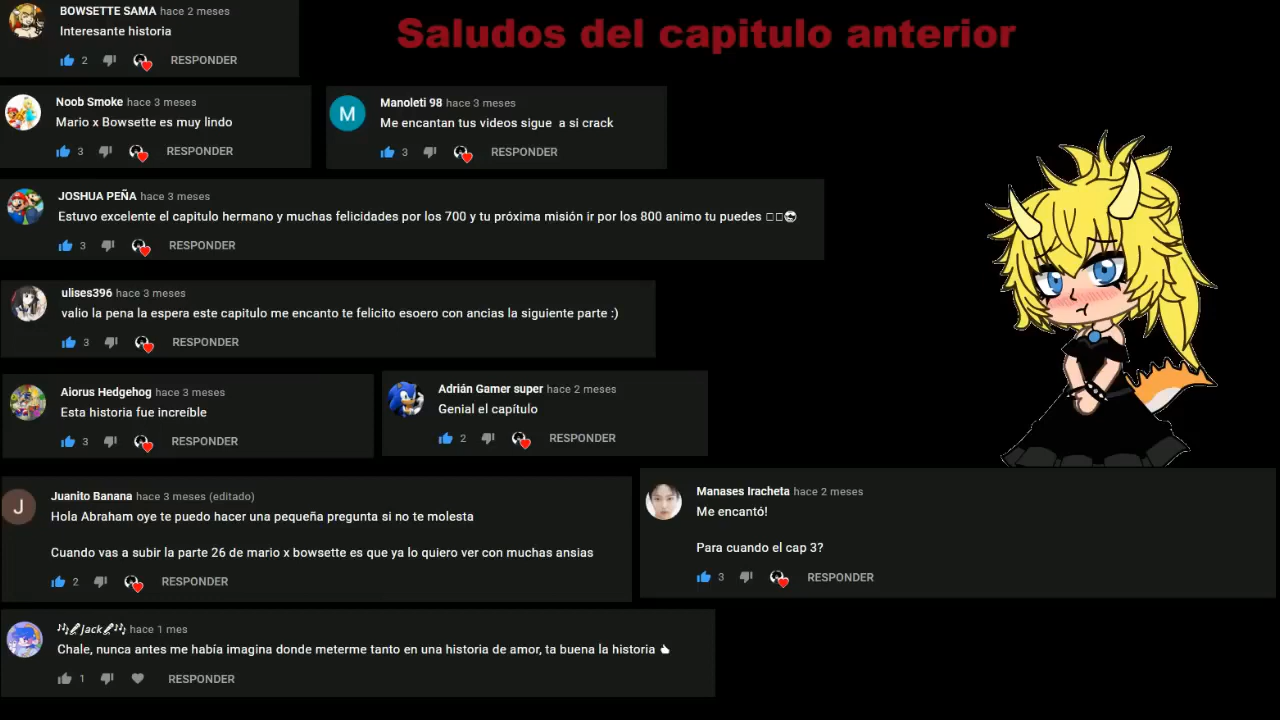 Saludos del capitulo anterior
BOWSETTE SAMA hace 2 meses
Interesante historia
2 RESPONDER
Noob Smoke hace 3 meses
Mario x Bowsette es muy lindo
3 RESPONDER
Manoleti 98 hace 3 meses
Me encantan tus videos sigue a si crack
3 RESPONDER
JOSHUA PEÑA hace 3 meses
Estuvo excelente el capitulo hermano y muchas felicidades por los 700 y tu próxima misión ir por los 800 animo tu puedes □□😎
3 RESPONDER
ulises396 hace 3 meses
valio la pena la espera este capitulo me encanto te felicito esoero con ancias la siguiente parte :)
3 RESPONDER
Aiorus Hedgehog hace 3 meses
Esta historia fue increíble
3 RESPONDER
Adrián Gamer super hace 2 meses
Genial el capítulo
2 RESPONDER
J
Juanito Banana hace 3 meses (editado)
Hola Abraham oye te puedo hacer una pequeña pregunta si no te molesta
Cuando vas a subir la parte 26 de mario x bowsette es que ya lo quiero ver con muchas ansias
2 RESPONDER
Manases Iracheta hace 2 meses
Me encantó!
Para cuando el cap 3?
3 RESPONDER
🎶🎸Jack🎸🎶 hace 1 mes
Chale, nunca antes me había imagina donde meterme tanto en una historia de amor, ta buena la historia 👆
1 RESPONDER
M